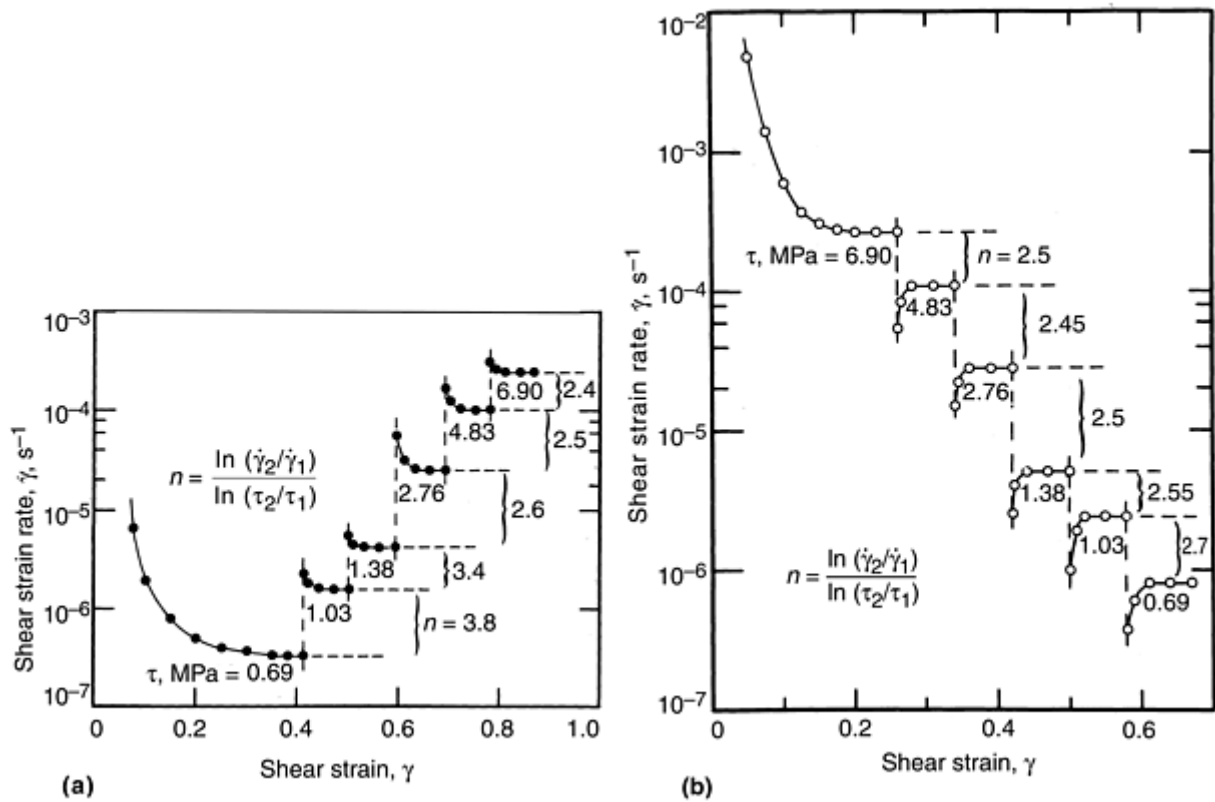 10⁻³
10⁻⁴
10⁻⁵
10⁻⁶
10⁻⁷
Shear strain rate, γ, s⁻¹
n = ln (γ̇₂/γ̇₁) / ln (τ₂/τ₁)
6.90
2.4
4.83
2.5
2.76
2.6
1.38
3.4
1.03
n = 3.8
τ, MPa = 0.69
0 0.2 0.4 0.6 0.8 1.0
Shear strain, γ
(a)
10⁻²
10⁻³
10⁻⁴
10⁻⁵
10⁻⁶
10⁻⁷
Shear strain rate, γ, s⁻¹
τ, MPa = 6.90
n = 2.5
4.83
2.45
2.76
2.5
1.38
2.55
1.03
2.7
0.69
n = ln (γ̇₂/γ̇₁) / ln (τ₂/τ₁)
0 0.2 0.4 0.6
Shear strain, γ
(b)